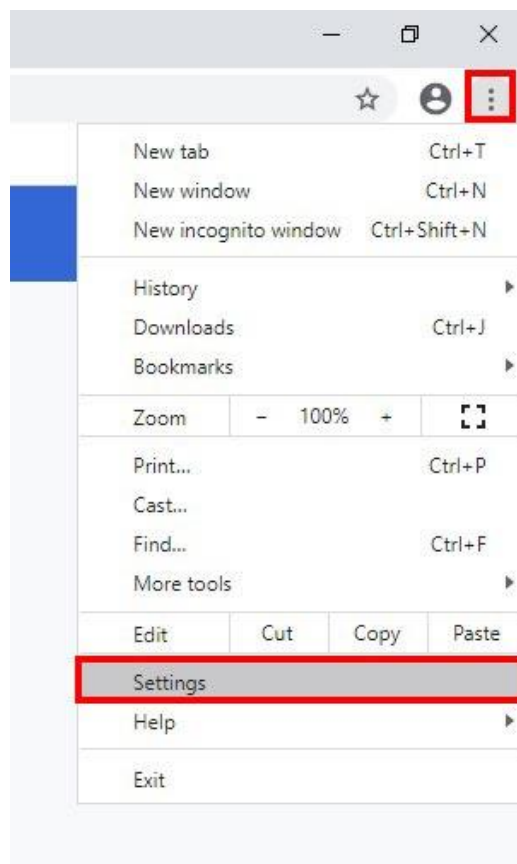 New tab Ctrl+T
New window Ctrl+N
New incognito window Ctrl+Shift+N
History
Downloads Ctrl+J
Bookmarks
Zoom - 100% +
Print... Ctrl+P
Cast...
Find... Ctrl+F
More tools
Edit Cut Copy Paste
Settings
Help
Exit